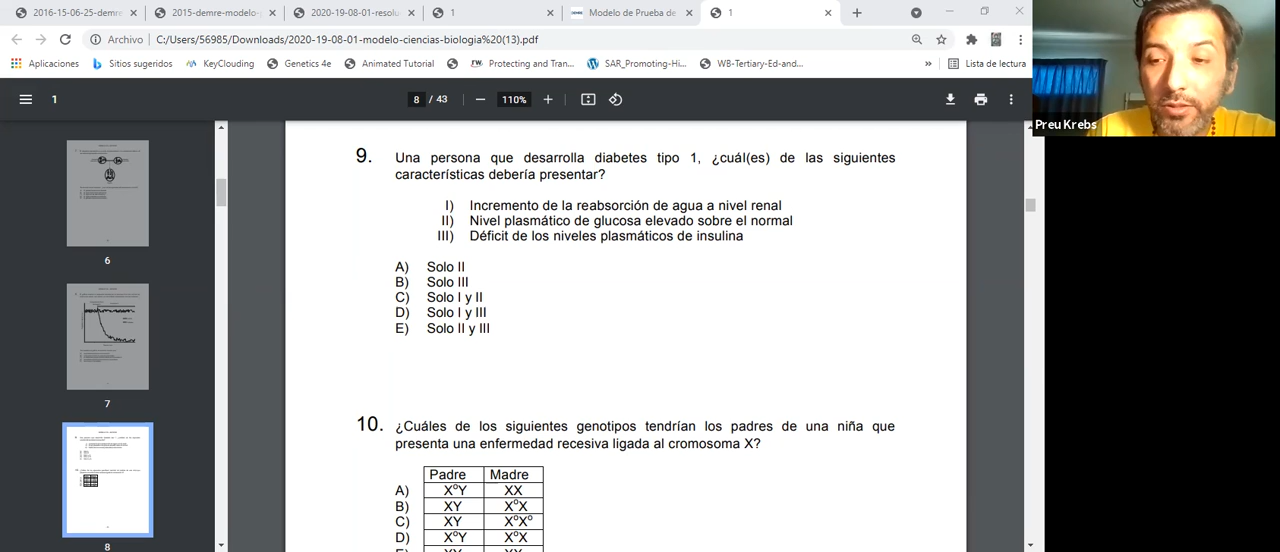 2016-15-06-25-demre
2015-demre-modelo-
2020-19-08-01-resolu
1
Modelo de Prueba de
1
Archivo
C:/Users/56985/Downloads/2020-19-08-01-modelo-ciencias-biologia%20(13).pdf
Aplicaciones
Sitios sugeridos
KeyClouding
Genetics 4e
Animated Tutorial
Prototoping and Tran...
SAR_Promoting-Hi...
WB-Tertiary-Ed-and...
»
Lista de lectura
1
8 / 43
110%
Preu Krebs
6
7
8
9. Una persona que desarrolla diabetes tipo 1, ¿cuál(es) de las siguientes
características debería presentar?
I) Incremento de la reabsorción de agua a nivel renal
II) Nivel plasmático de glucosa elevado sobre el normal
III) Déficit de los niveles plasmáticos de insulina
A) Solo II
B) Solo III
C) Solo I y II
D) Solo I y III
E) Solo II y III
10. ¿Cuáles de los siguientes genotipos tendrían los padres de una niña que
presenta una enfermedad recesiva ligada al cromosoma X?
Padre Madre
A) XºY XX
B) XY XºX
C) XY XºXº
D) XºY XºX